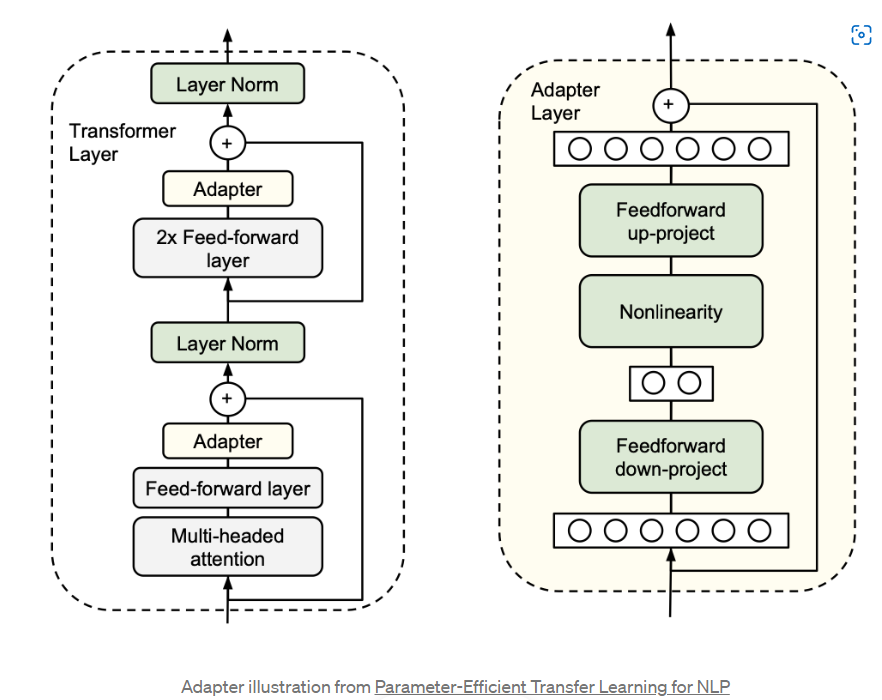 Layer Norm
Transformer
Layer
+
Adapter
2x Feed-forward
layer
Layer Norm
+
Adapter
Feed-forward layer
Multi-headed
attention
Adapter
Layer
+
Feedforward
up-project
Nonlinearity
Feedforward
down-project
Adapter illustration from Parameter-Efficient Transfer Learning for NLP